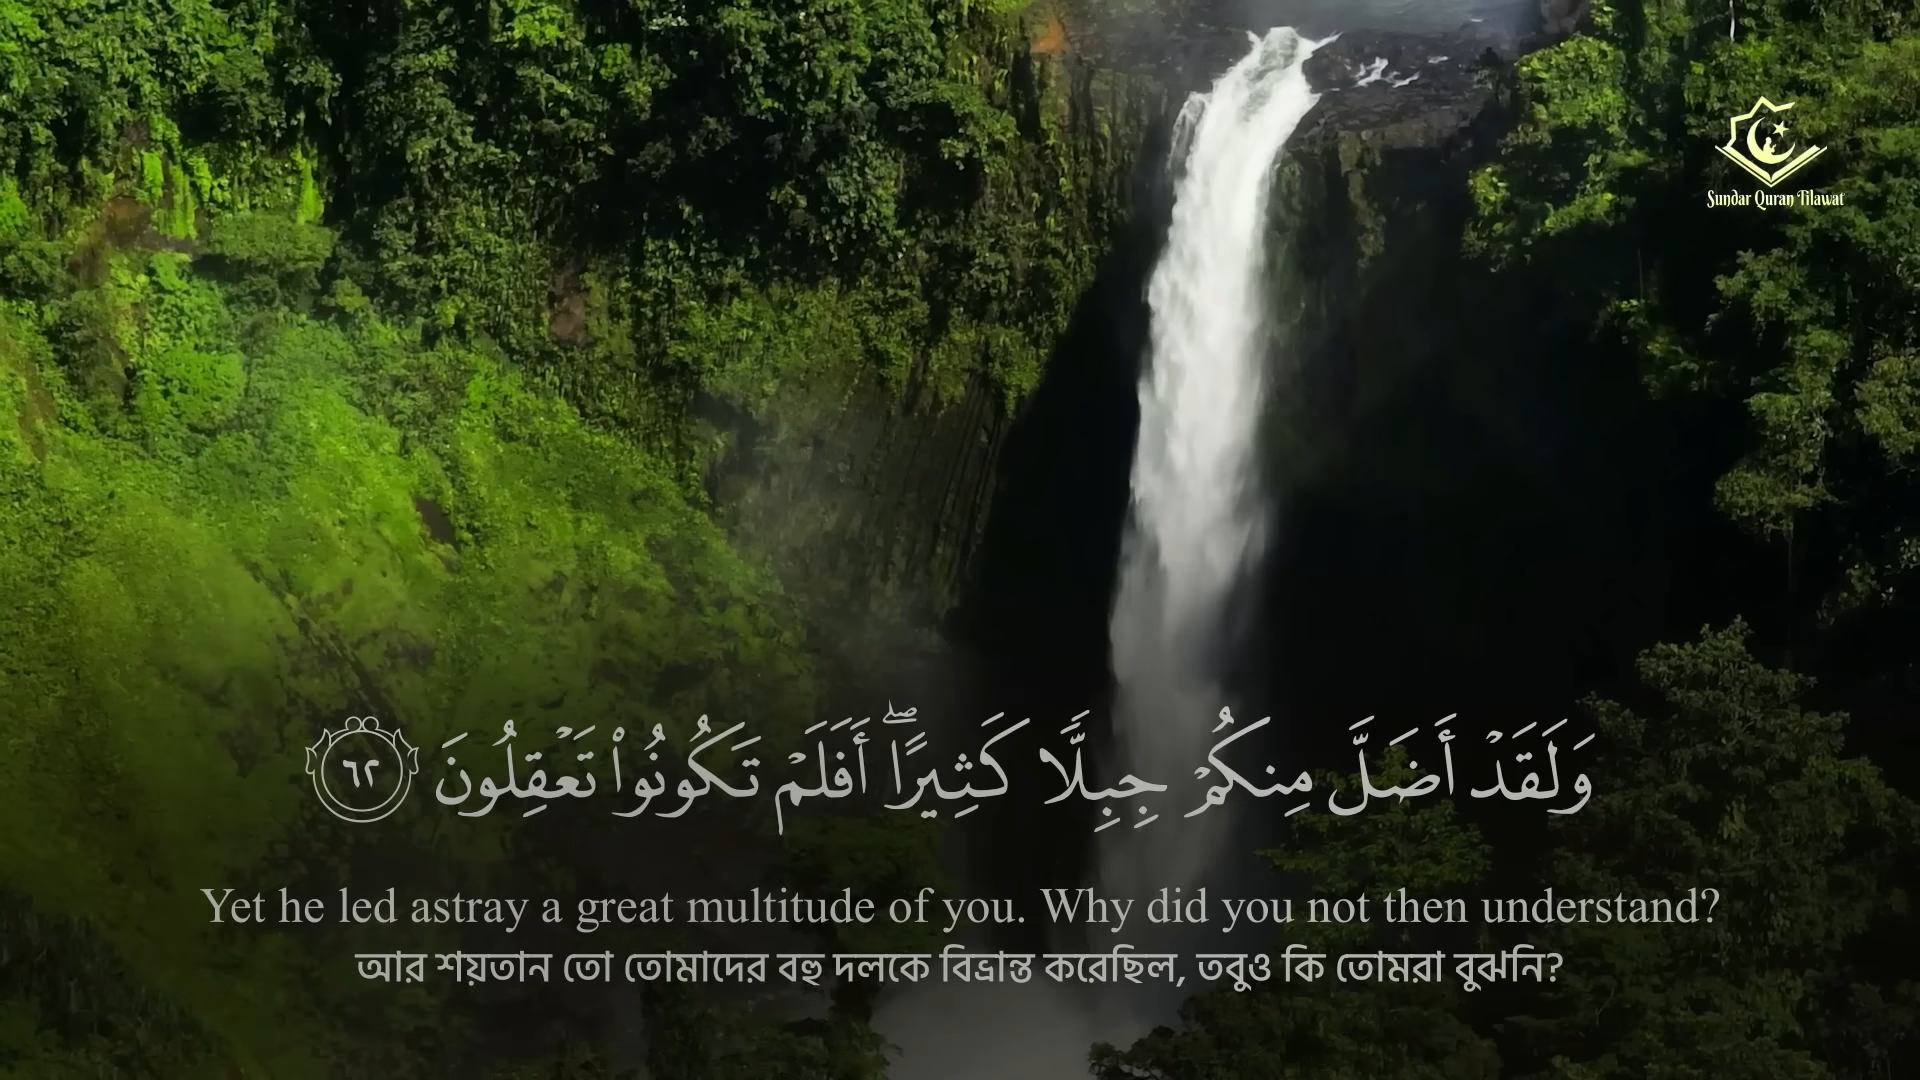 Sundar Quran Tilawat
وَلَقَدْ أَضَلَّ مِنكُمْ جِبِلًّا كَثِيرًا ۖ أَفَلَمْ تَكُونُوا۟ تَعْقِلُونَ ٦٢
Yet he led astray a great multitude of you. Why did you not then understand?
আর শয়তান তো তোমাদের বহু দলকে বিভ্রান্ত করেছিল, তবুও কি তোমরা বুঝনি?